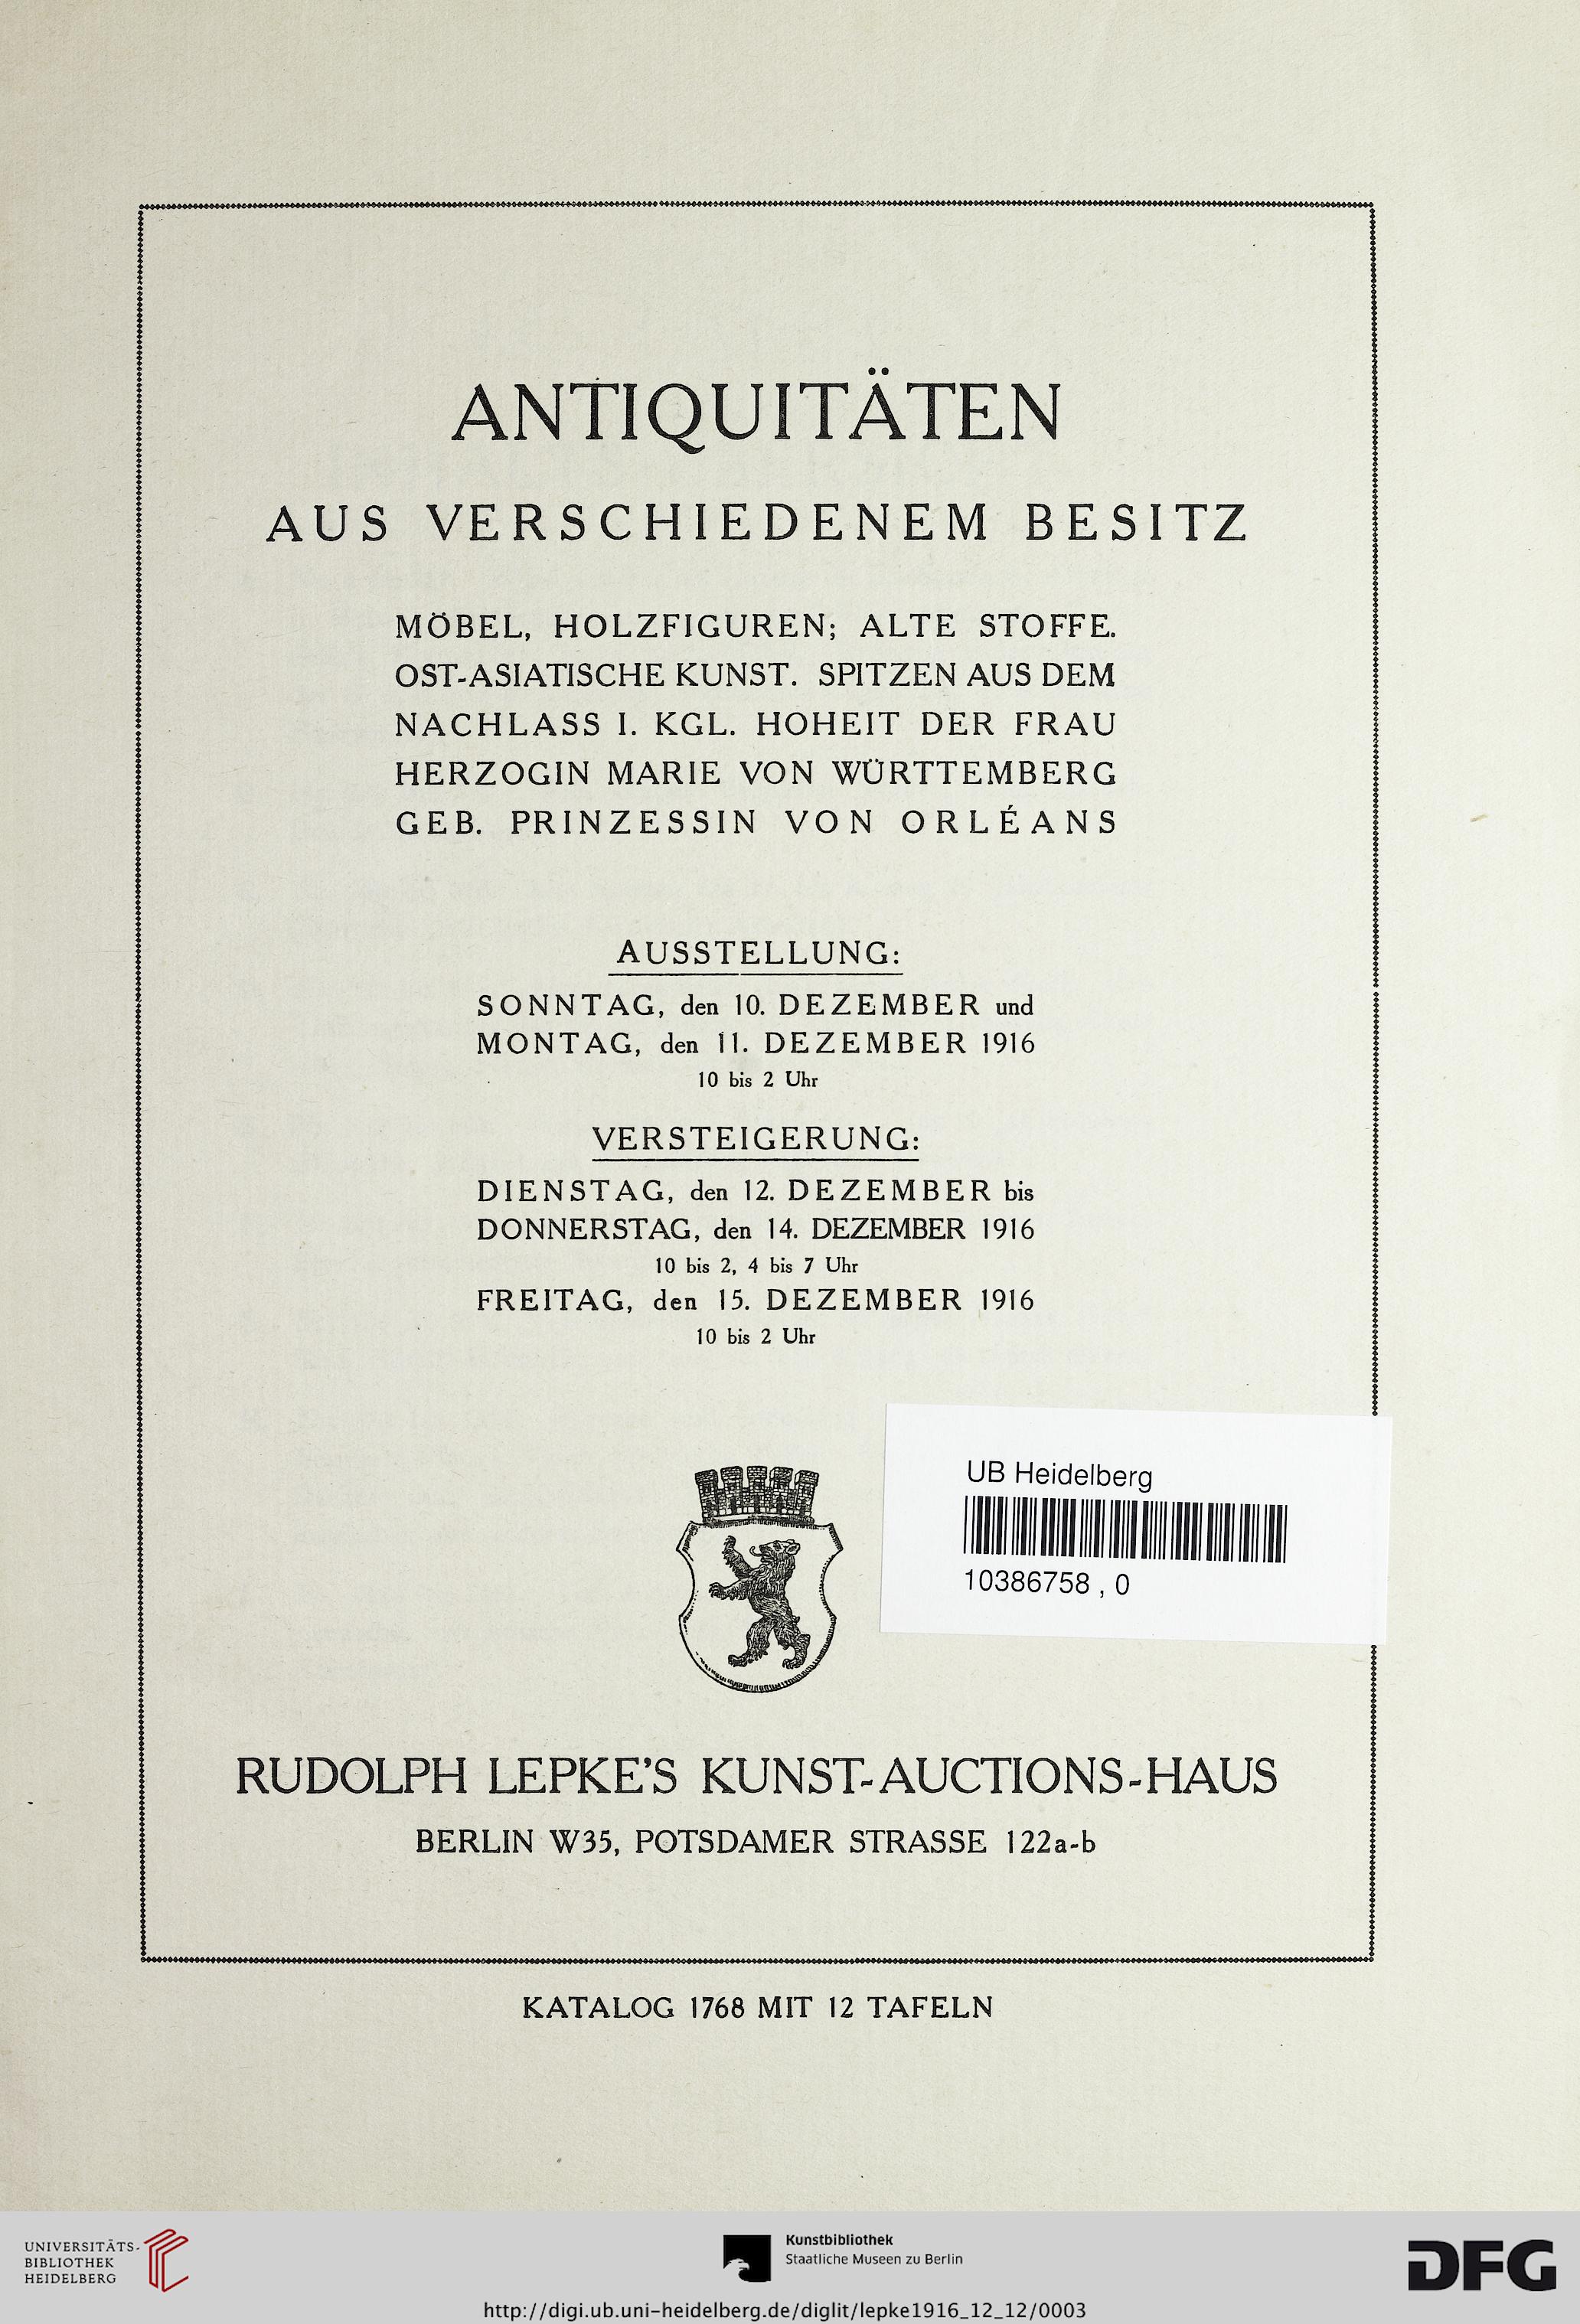 ANTIQUITÄTEN
AUS VERSCHIEDENEM BESITZ
MÖBEL, HOLZFIGUREN; ALTE STOFFE.
OST-ASIATISCHE KUNST. SPITZEN AUS DEM
NACHLASS I. KGL. HOHEIT DER FRAU
HERZOGIN MARIE VON WÜRTTEMBERG
GEB. PRINZESSIN VON ORLÉANS
AUSSTELLUNG:
SONNTAG, den 10. DEZEMBER und
MONTAG, den 11. DEZEMBER 1916
10 bis 2 Uhr
VERSTEIGERUNG:
DIENSTAG, den 12. DEZEMBER bis
DONNERSTAG, den 14. DEZEMBER 1916
10 bis 2, 4 bis 7 Uhr
FREITAG, den 15. DEZEMBER 1916
10 bis 2 Uhr
UB Heidelberg
10386758 , 0
RUDOLPH LEPKE'S KUNST-AUCTIONS-HAUS
BERLIN W35, POTSDAMER STRASSE 122a-b
KATALOG 1768 MIT 12 TAFELN
UNIVERSITÄTS-
BIBLIOTHEK
HEIDELBERG
Kunstbibliothek
Staatliche Museen zu Berlin
DFG
http://digi.ub.uni-heidelberg.de/diglit/lepke1916_12_12/0003